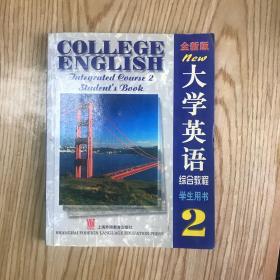 COLLEGE
ENGLISH
Integrated Course 2
Student's Book
全新版
New
大学英语
综合教程
学生用书
2
上海外语教育出版社
SHANGHAI FOREIGN LANGUAGE EDUCATION PRESS